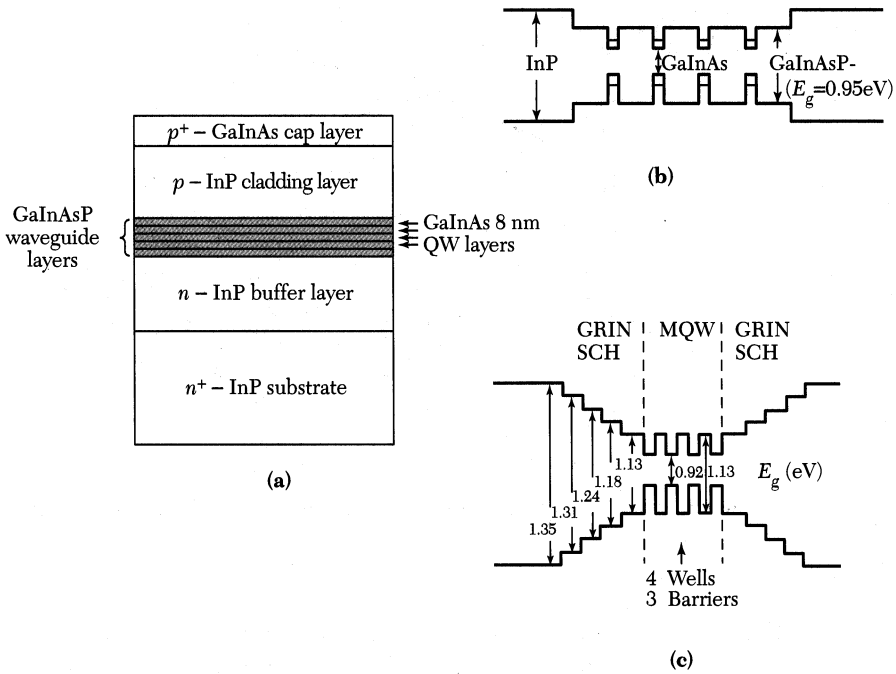 p⁺ – GaInAs cap layer
p – InP cladding layer
GaInAsP
waveguide
layers
GaInAs 8 nm
QW layers
n – InP buffer layer
n⁺ – InP substrate
(a)
InP
GaInAs
GaInAsP-
(E_g=0.95eV)
(b)
GRIN
SCH
MQW
GRIN
SCH
1.13
1.18
1.24
1.31
1.35
0.92
1.13
E_g (eV)
4 Wells
3 Barriers
(c)